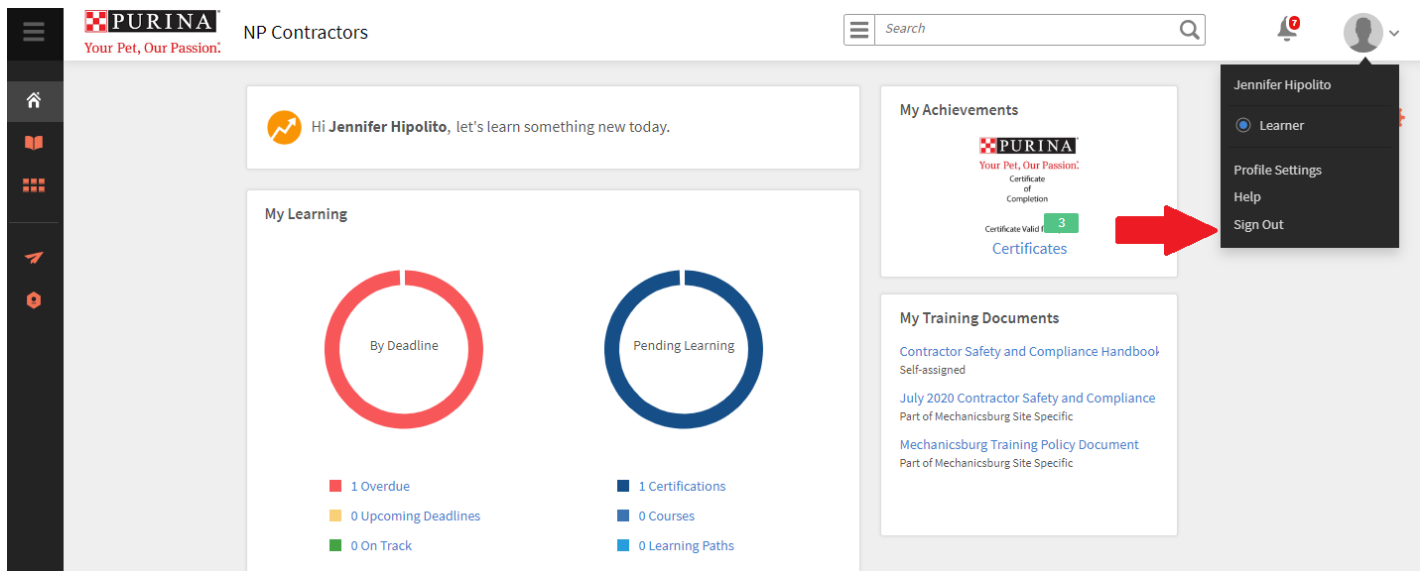 PURINA
Your Pet, Our Passion.
NP Contractors
Search
7
Jennifer Hipolito
Learner
Profile Settings
Help
Sign Out
Hi Jennifer Hipolito, let's learn something new today.
My Learning
By Deadline
1 Overdue
0 Upcoming Deadlines
0 On Track
Pending Learning
1 Certifications
0 Courses
0 Learning Paths
My Achievements
PURINA
Your Pet, Our Passion.
Certificate
of
Completion
Certificate Valid f
3
Certificates
My Training Documents
Contractor Safety and Compliance Handbook
Self-assigned
July 2020 Contractor Safety and Compliance
Part of Mechanicsburg Site Specific
Mechanicsburg Training Policy Document
Part of Mechanicsburg Site Specific